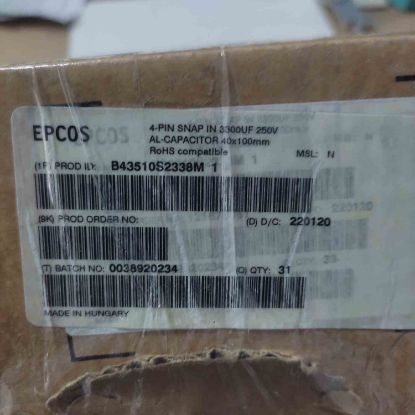 EPCOS
4-PIN SNAP IN 3300UF 250V
AL-CAPACITOR 40x100mm
RoHS compatible
MSL: N
(1P) PROD ID: B43510S2338M 1
(9K) PROD ORDER NO:
(D) D/C: 220120
(T) BATCH NO: 0038920234
(Q) QTY: 31
MADE IN HUNGARY